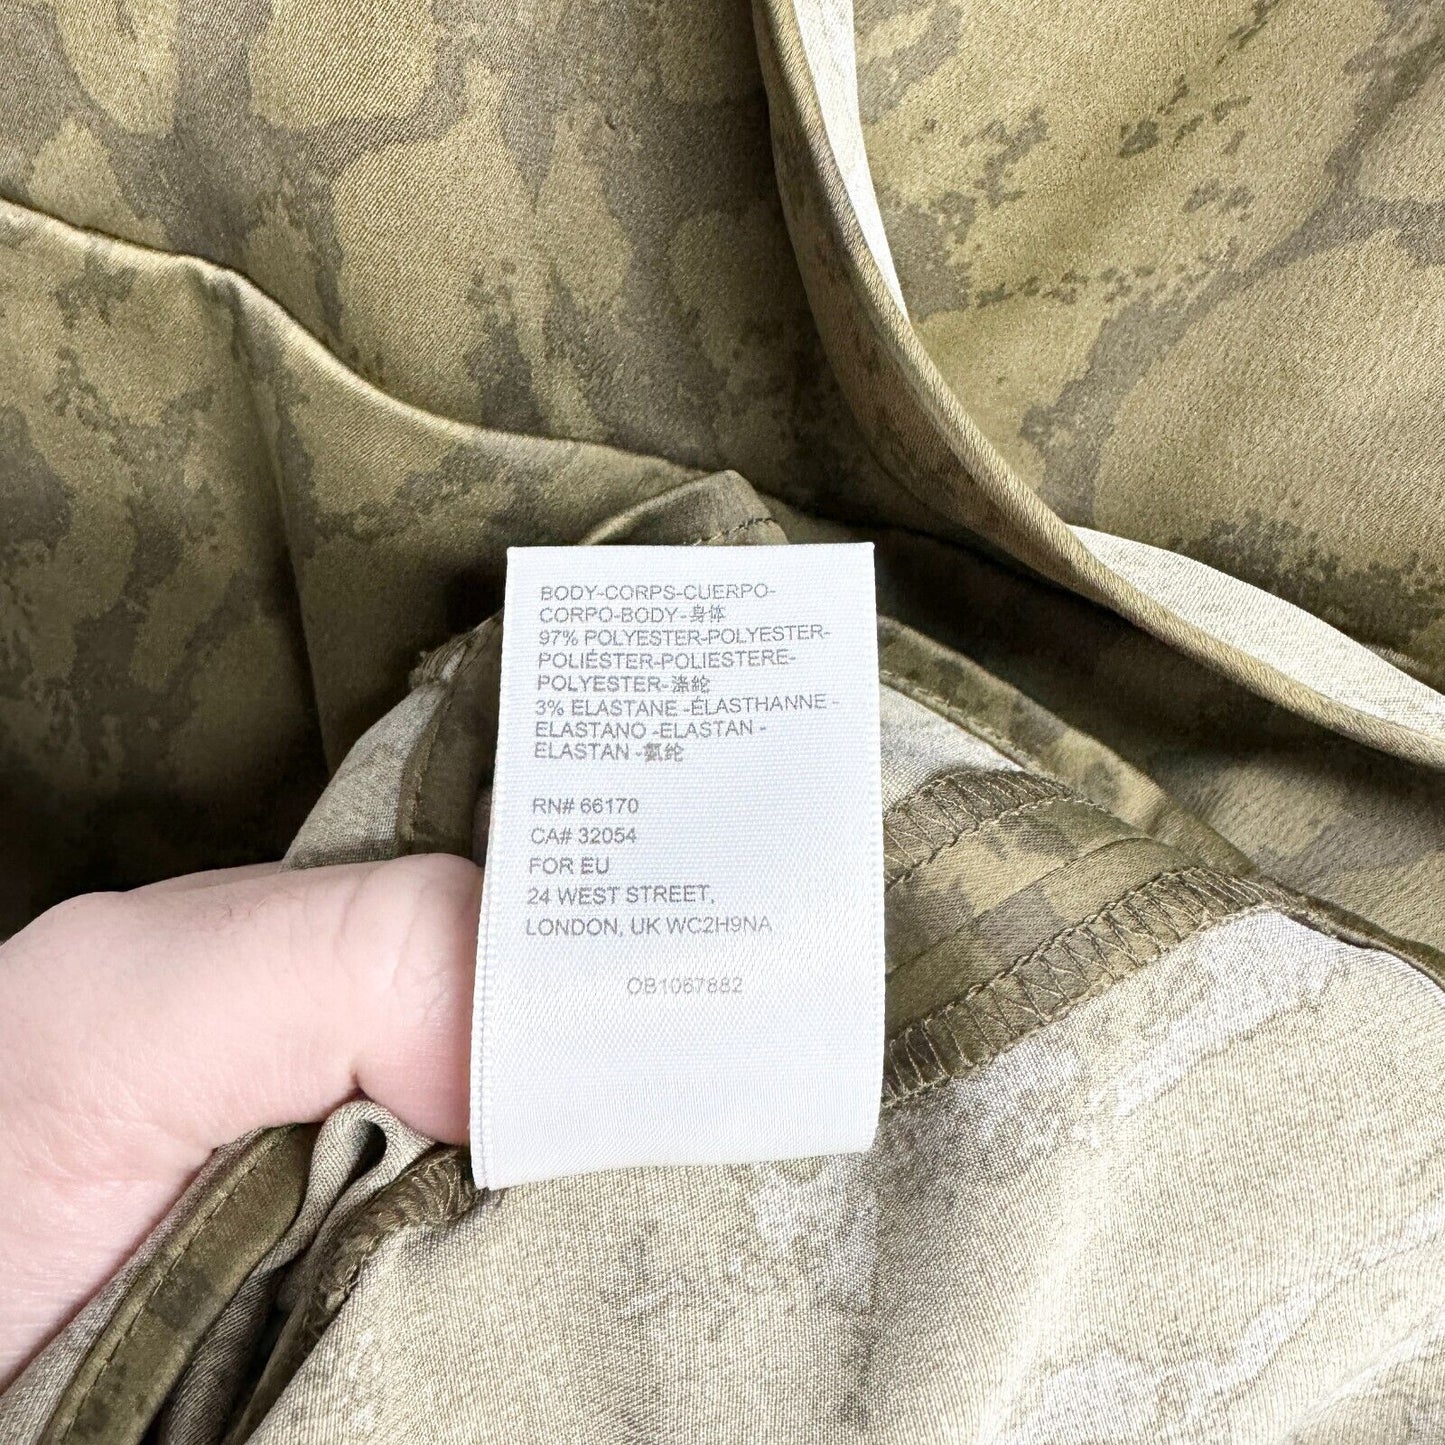 BODY-CORPS-CUERPO-
CORPO-BODY-身体
97% POLYESTER-POLYESTER-
POLIÉSTER-POLIESTERE-
POLYESTER-涤纶
3% ELASTANE -ÉLASTHANNE -
ELASTANO -ELASTAN -
ELASTAN -氨纶
RN# 66170
CA# 32054
FOR EU
24 WEST STREET,
LONDON, UK WC2H9NA
OB1067882